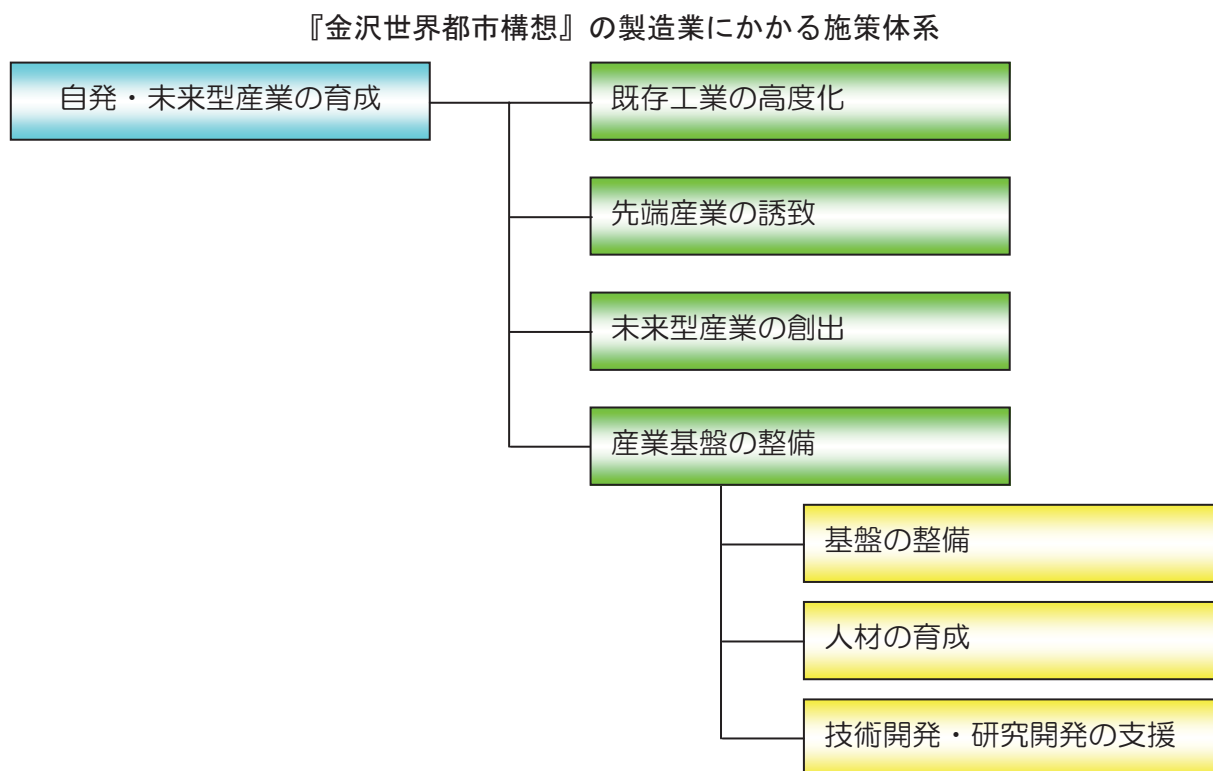 『金沢世界都市構想』の製造業にかかる施策体系
自発・未来型産業の育成
既存工業の高度化
先端産業の誘致
未来型産業の創出
産業基盤の整備
基盤の整備
人材の育成
技術開発・研究開発の支援